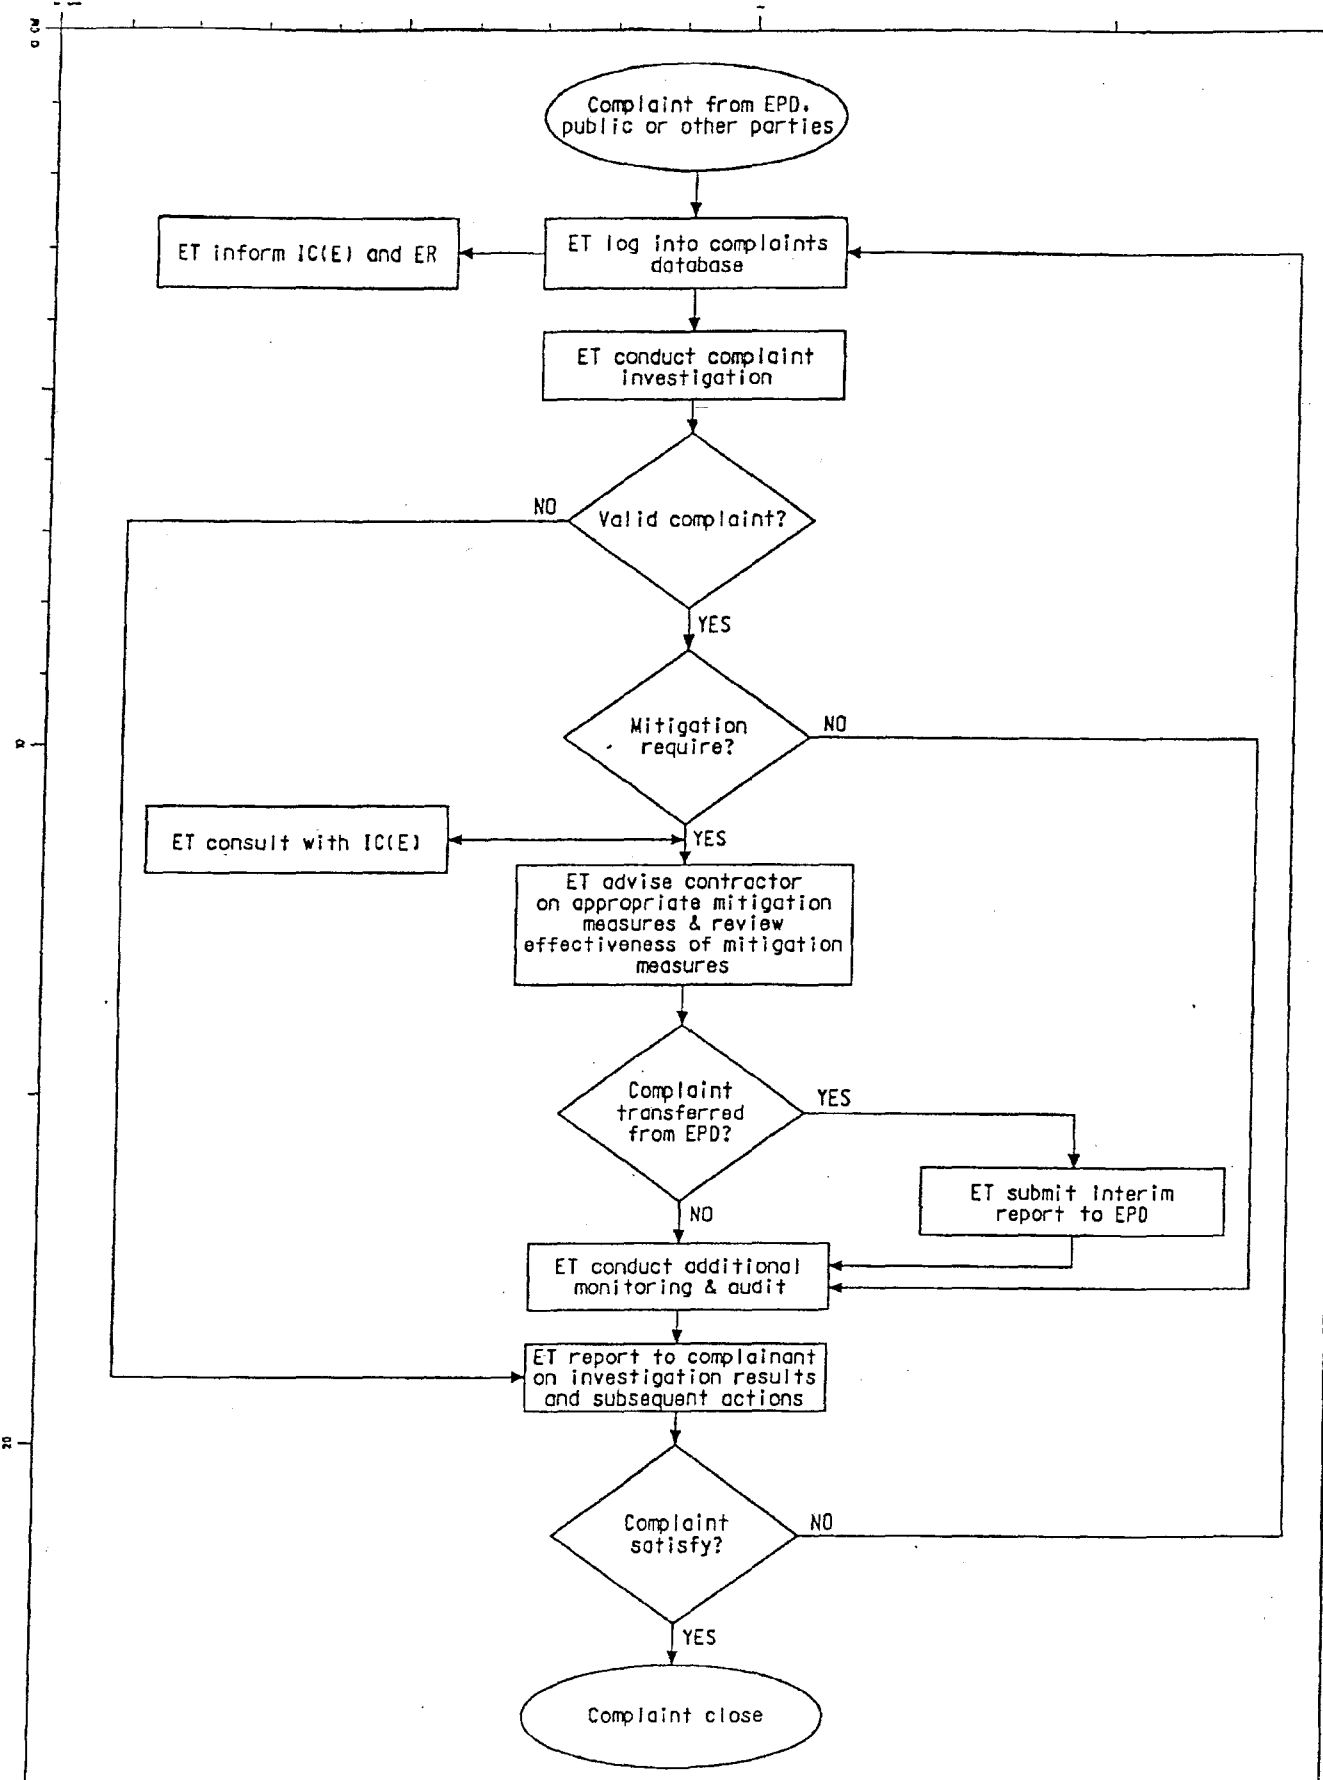 0 CM
Complaint from EPD.
public or other parties
ET inform IC(E) and ER
ET log into complaints
database
ET conduct complaint
investigation
NO
Valid complaint?
YES
Mitigation
require?
NO
10
ET consult with IC(E)
YES
ET advise contractor
on appropriate mitigation
measures & review
effectiveness of mitigation
measures
Complaint
transferred
from EPD?
YES
ET submit interim
report to EPD
NO
ET conduct additional
monitoring & audit
ET report to complainant
on investigation results
and subsequent actions
20
Complaint
satisfy?
NO
YES
Complaint close